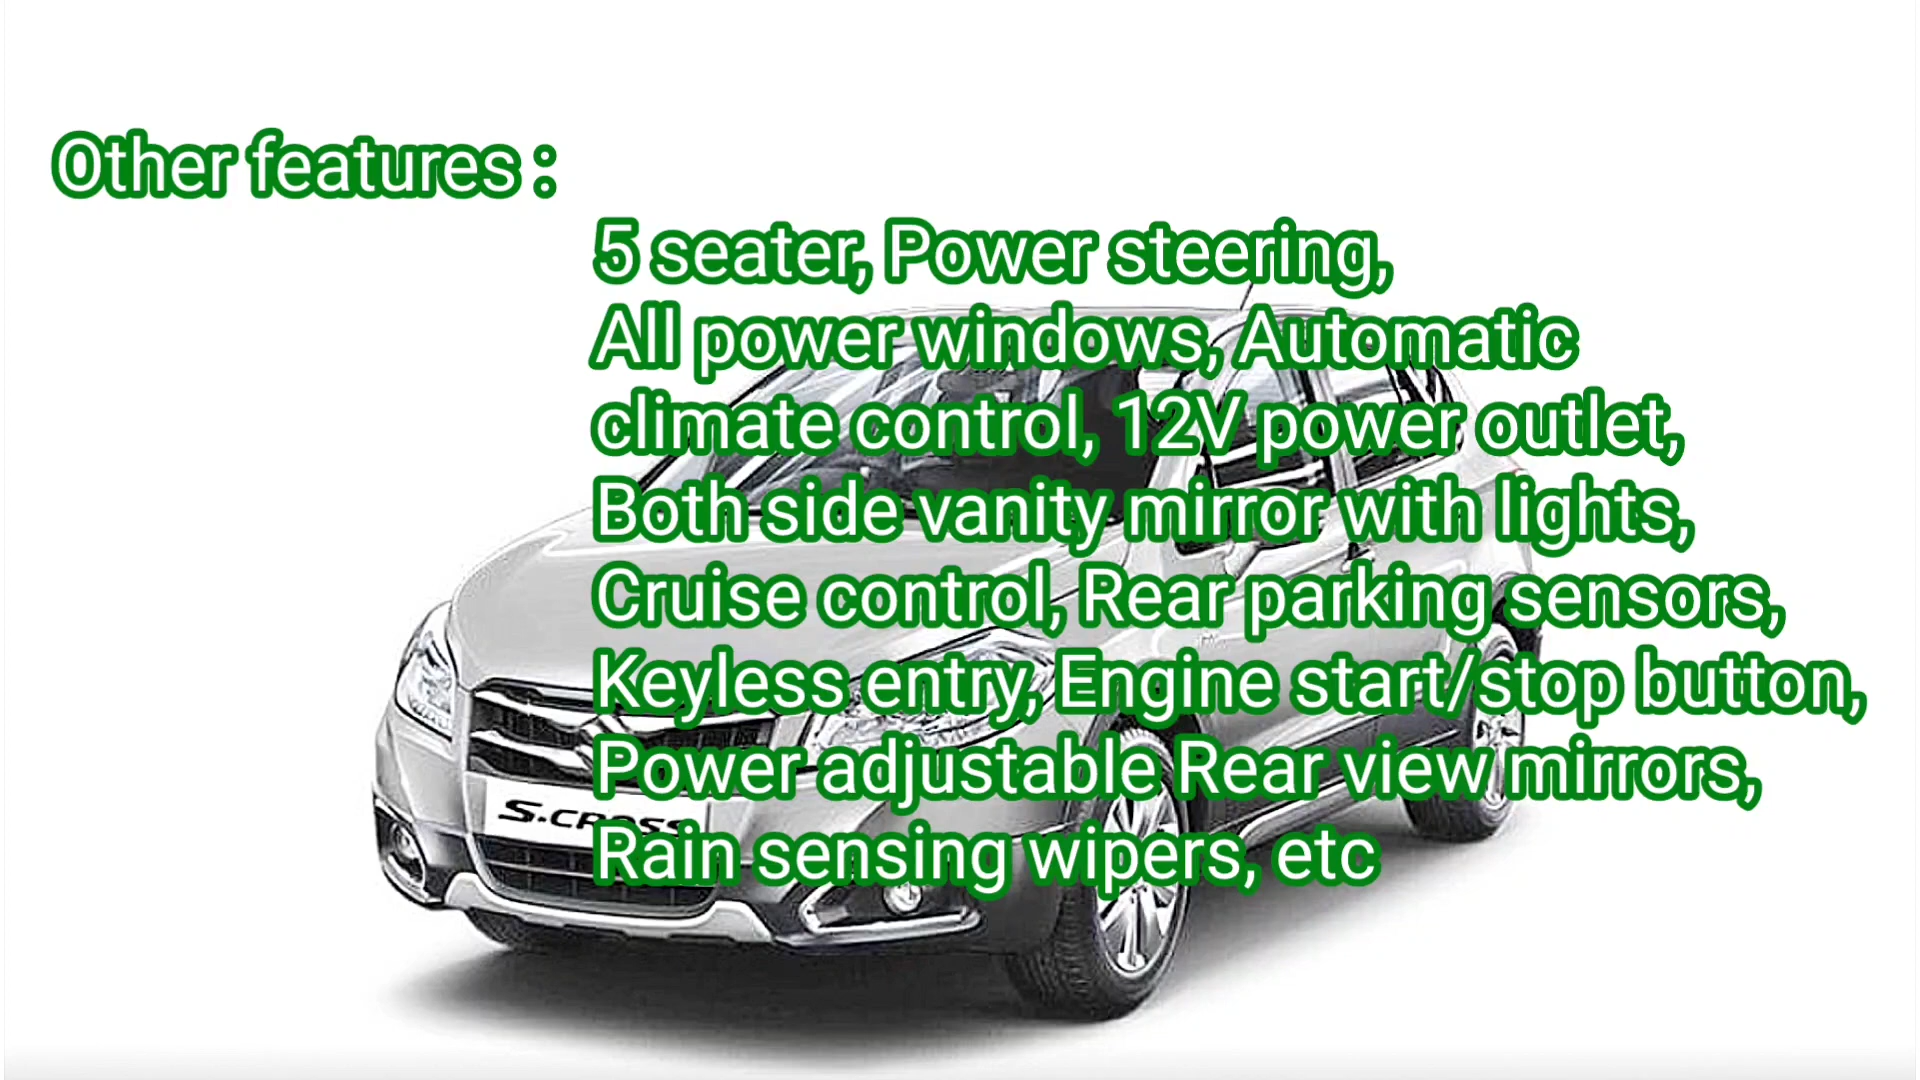 Other features :
5 seater, Power steering,
All power windows, Automatic
climate control, 12V power outlet,
Both side vanity mirror with lights,
Cruise control, Rear parking sensors,
Keyless entry, Engine start/stop button,
Power adjustable Rear view mirrors,
S.CROSS
Rain sensing wipers, etc